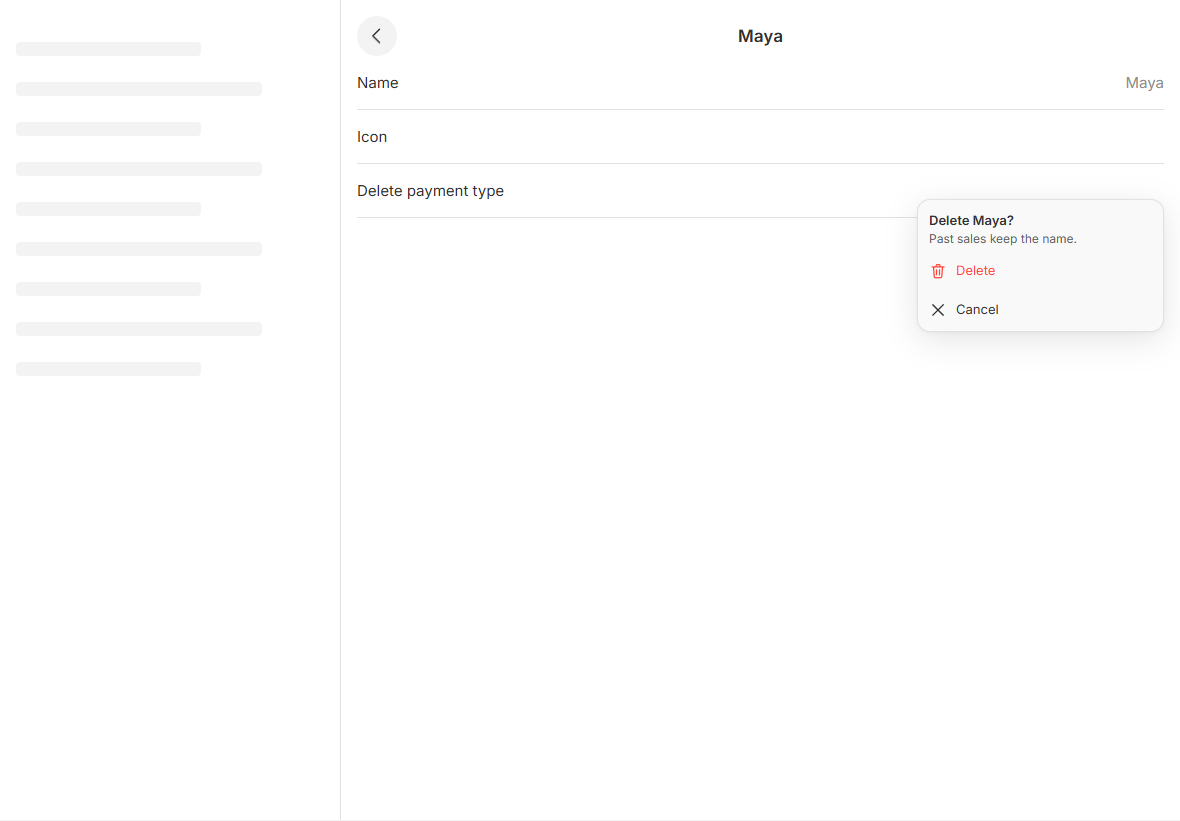 Maya
Name
Maya
Icon
Delete payment type
Delete Maya?
Past sales keep the name.
Delete
Cancel